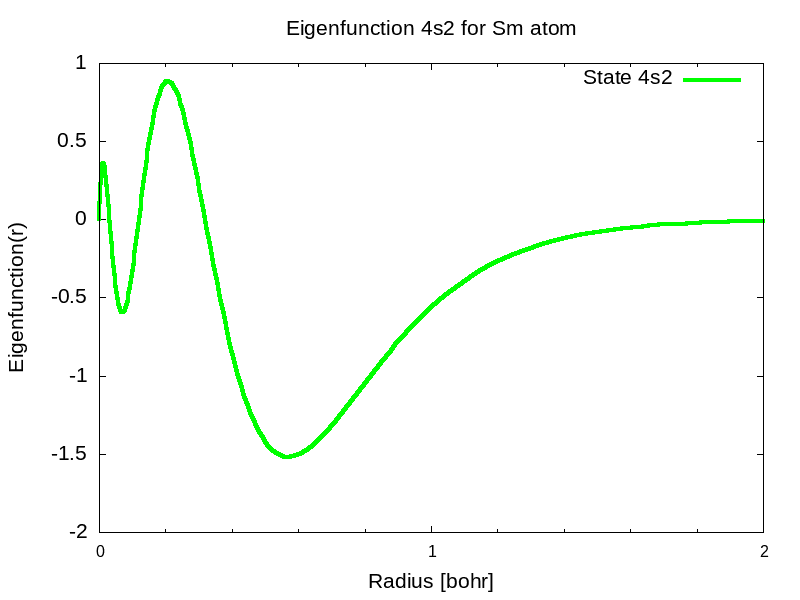 Eigenfunction 4s2 for Sm atom
State 4s2
1
0.5
0
-0.5
-1
-1.5
-2
Eigenfunction(r)
0 1 2
Radius [bohr]